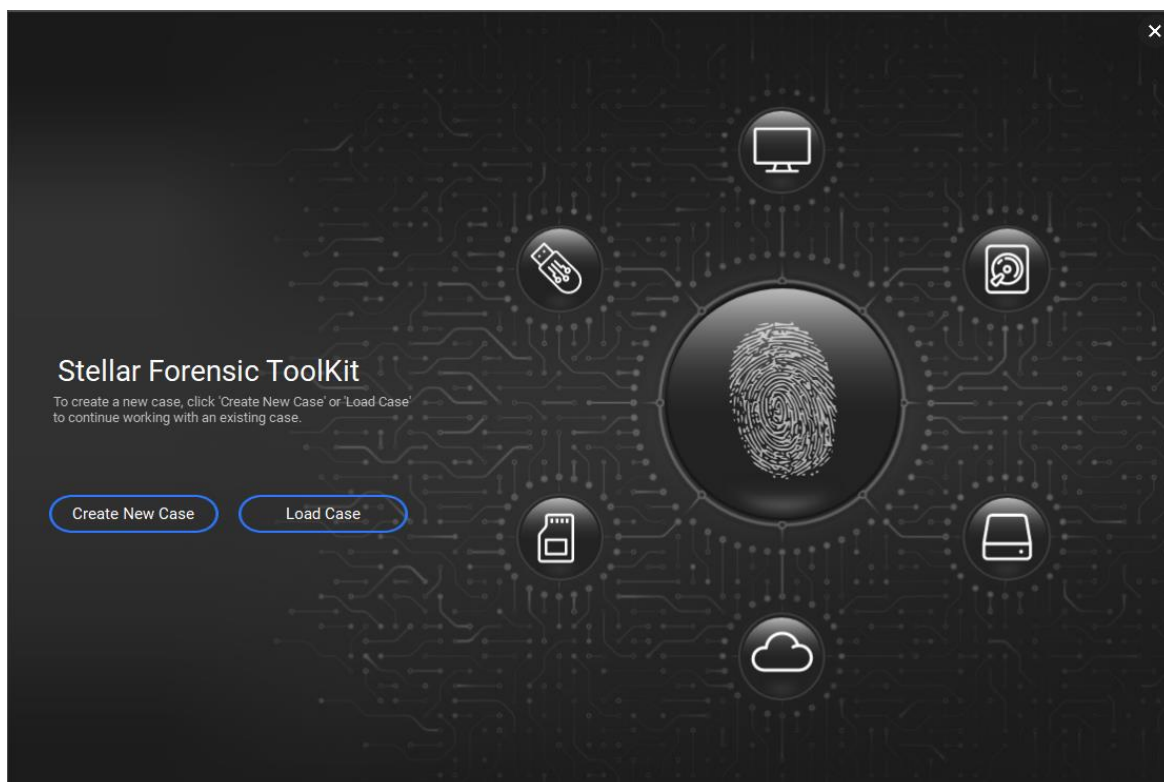 Stellar Forensic ToolKit
To create a new case, click 'Create New Case' or 'Load Case'
to continue working with an existing case.
Create New Case
Load Case